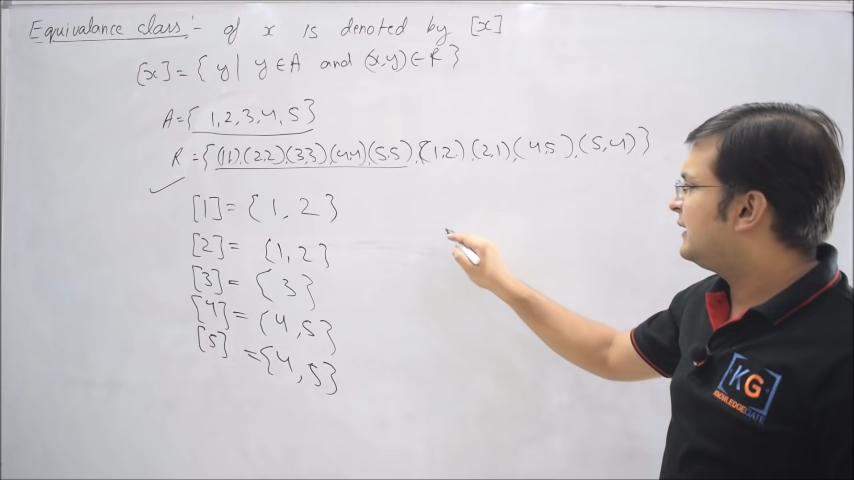 Equivalance class :- of x is denoted by [x]
[x] = { y | y ∈ A and (x,y) ∈ R }
A = { 1, 2, 3, 4, 5 }
R = { (1,1), (2,2) (3,3) (4,4) (5,5), (1,2) (2,1) (4,5), (5,4) }
[1] = { 1, 2 }
[2] = {1, 2}
[3] = {3}
[4] = {4, 5}
[5] = {4, 5}
KG
KNOWLEDGEGATE